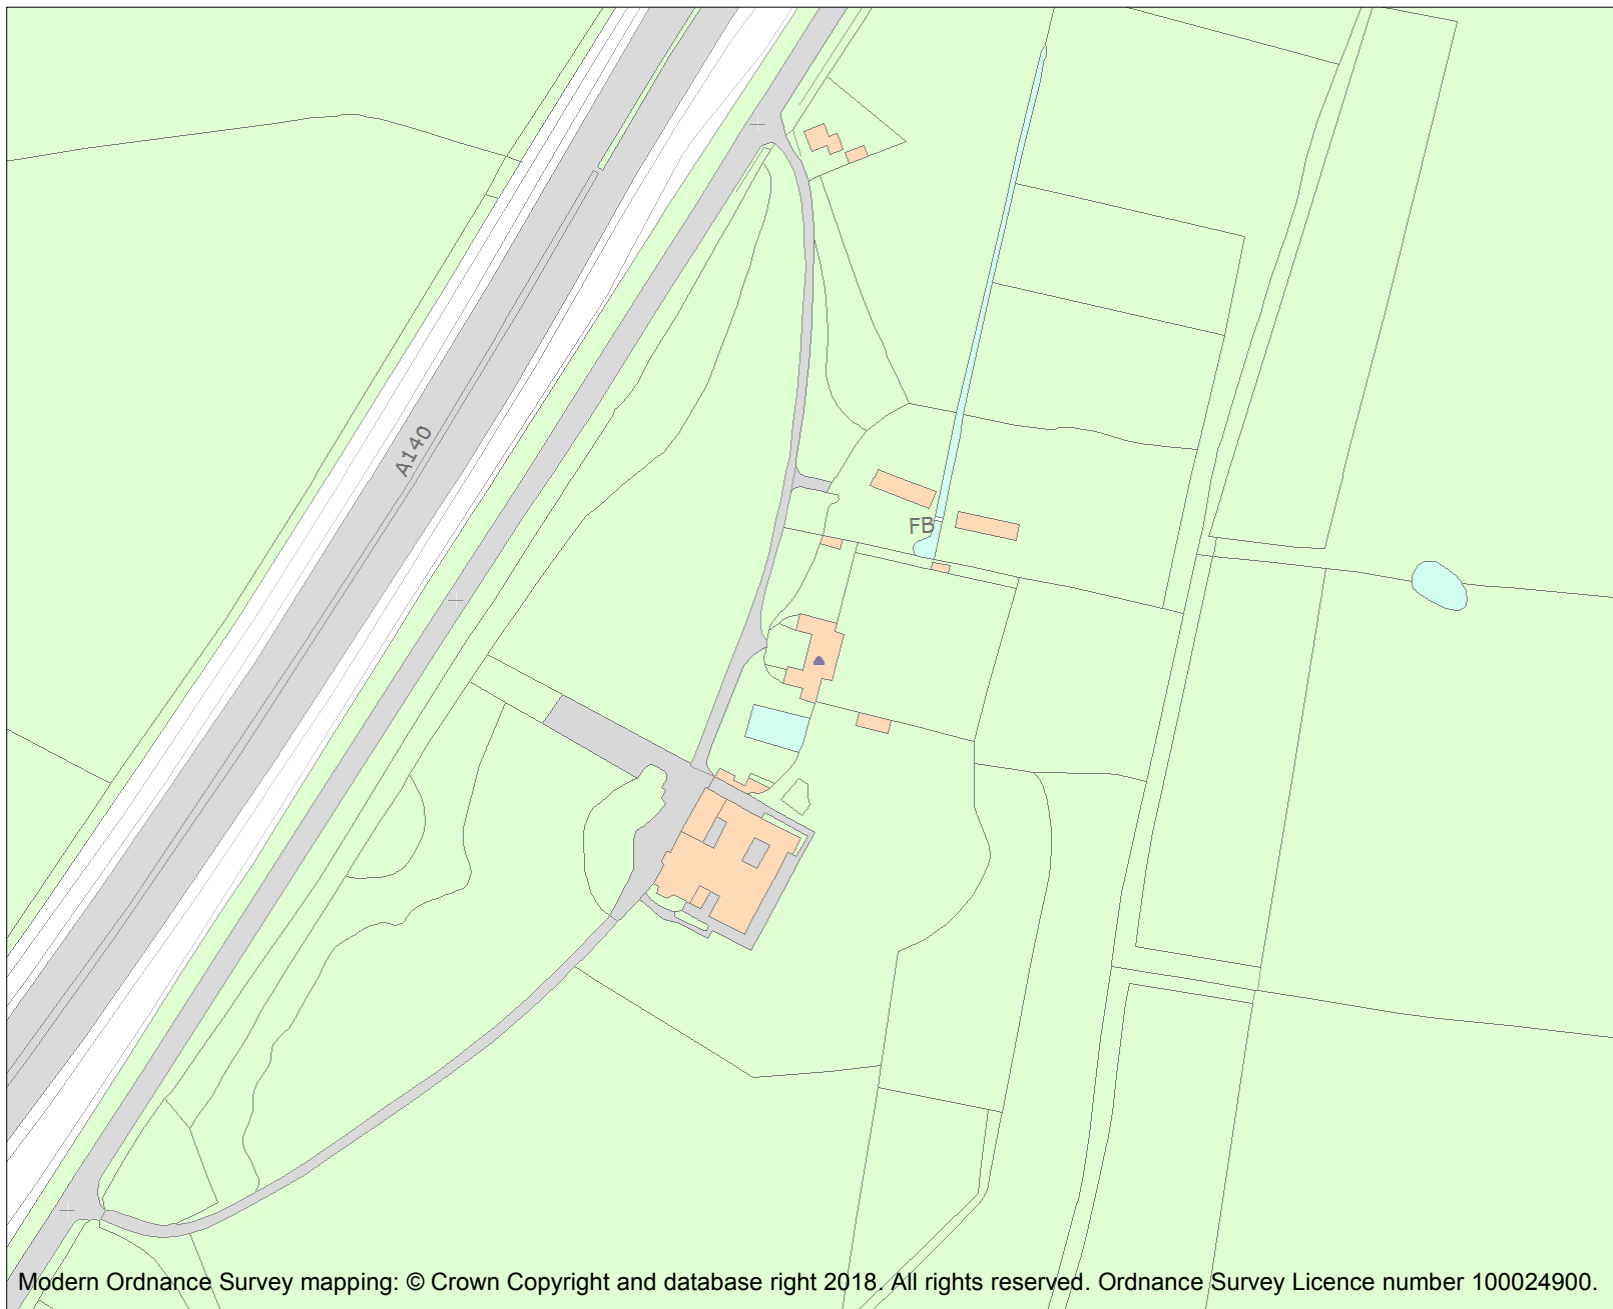 A140
FB
Modern Ordnance Survey mapping: © Crown Copyright and database right 2018. All rights reserved. Ordnance Survey Licence number 100024900.